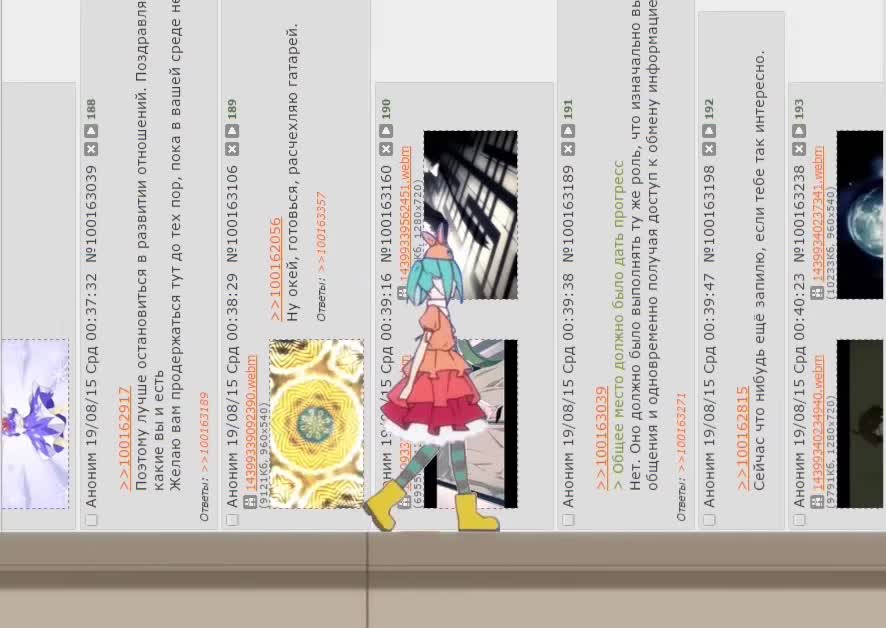 Аноним 19/08/15 Срд 00:37:32 №100163039 188
>>100162917
Поэтому лучше остановиться в развитии отношений. Поздравля
какие вы и есть
Желаю вам продержаться тут до тех пор, пока в вашей среде не
Ответы: >>100163189
Аноним 19/08/15 Срд 00:38:29 №100163106 189
14399339092390.webm
(9121Кб, 960x540)
>>100162056
Ну окей, готовься, расчехляю гатарей.
Ответы: >>100163357
Аноним 19/08/15 Срд 00:39:16 №100163160 190
14399339562451.webm
1280x720)
Аноним 19/08/15 Срд 00:39:38 №100163189 191
>>100163039
> Общее место должно было дать прогресс
Нет. Оно должно было выполнять ту же роль, что изначально вы
общения и одновременно получая доступ к обмену информацие
Ответы: >>100163271
Аноним 19/08/15 Срд 00:39:47 №100163198 192
>>100162815
Сейчас что нибудь ещё запилю, если тебе так интересно.
Аноним 19/08/15 Срд 00:40:23 №100163238 193
14399340234940.webm
(9791Кб, 1280x720)
14399340237341.webm
(10233Кб, 960x540)